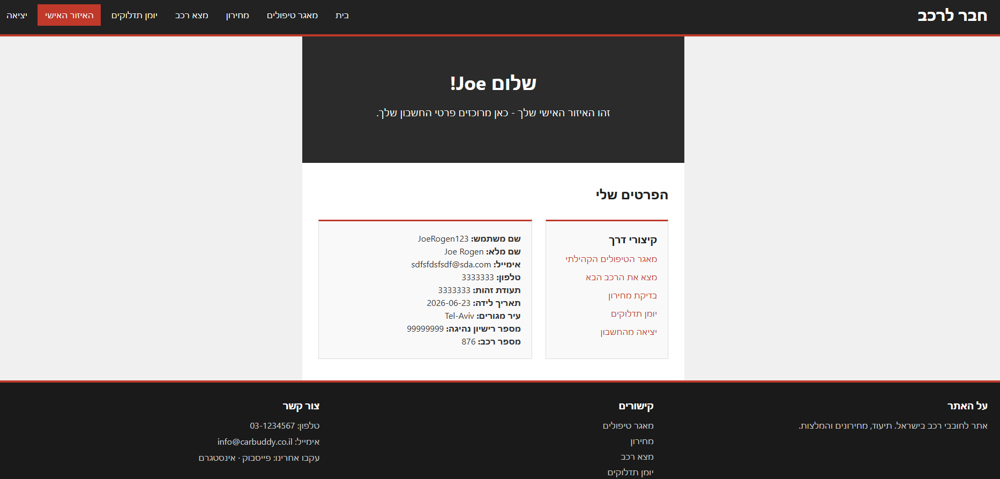 חבר לרכב
בית
מאגר טיפולים
מחירון
מצא רכב
יומן תדלוקים
האיזור האישי
יציאה
שלום Joe!
זהו האיזור האישי שלך - כאן מרוכזים פרטי החשבון שלך.
הפרטים שלי
קיצורי דרך
מאגר הטיפולים הקהילתי
מצא את הרכב הבא
בדיקת מחירון
יומן תדלוקים
יציאה מהחשבון
שם משתמש: JoeRogen123
שם מלא: Joe Rogen
אימייל: sdfsfdsfsdf@sda.com
טלפון: 3333333
תעודת זהות: 3333333
תאריך לידה: 2026-06-23
עיר מגורים: Tel-Aviv
מספר רישיון נהיגה: 99999999
מספר רכב: 876
על האתר
אתר לחובבי רכב בישראל. תיעוד, מחירונים והמלצות.
קישורים
מאגר טיפולים
מחירון
מצא רכב
יומן תדלוקים
צור קשר
טלפון: 03-1234567
אימייל: info@carbuddy.co.il
עקבו אחרינו: פייסבוק · אינסטגרם